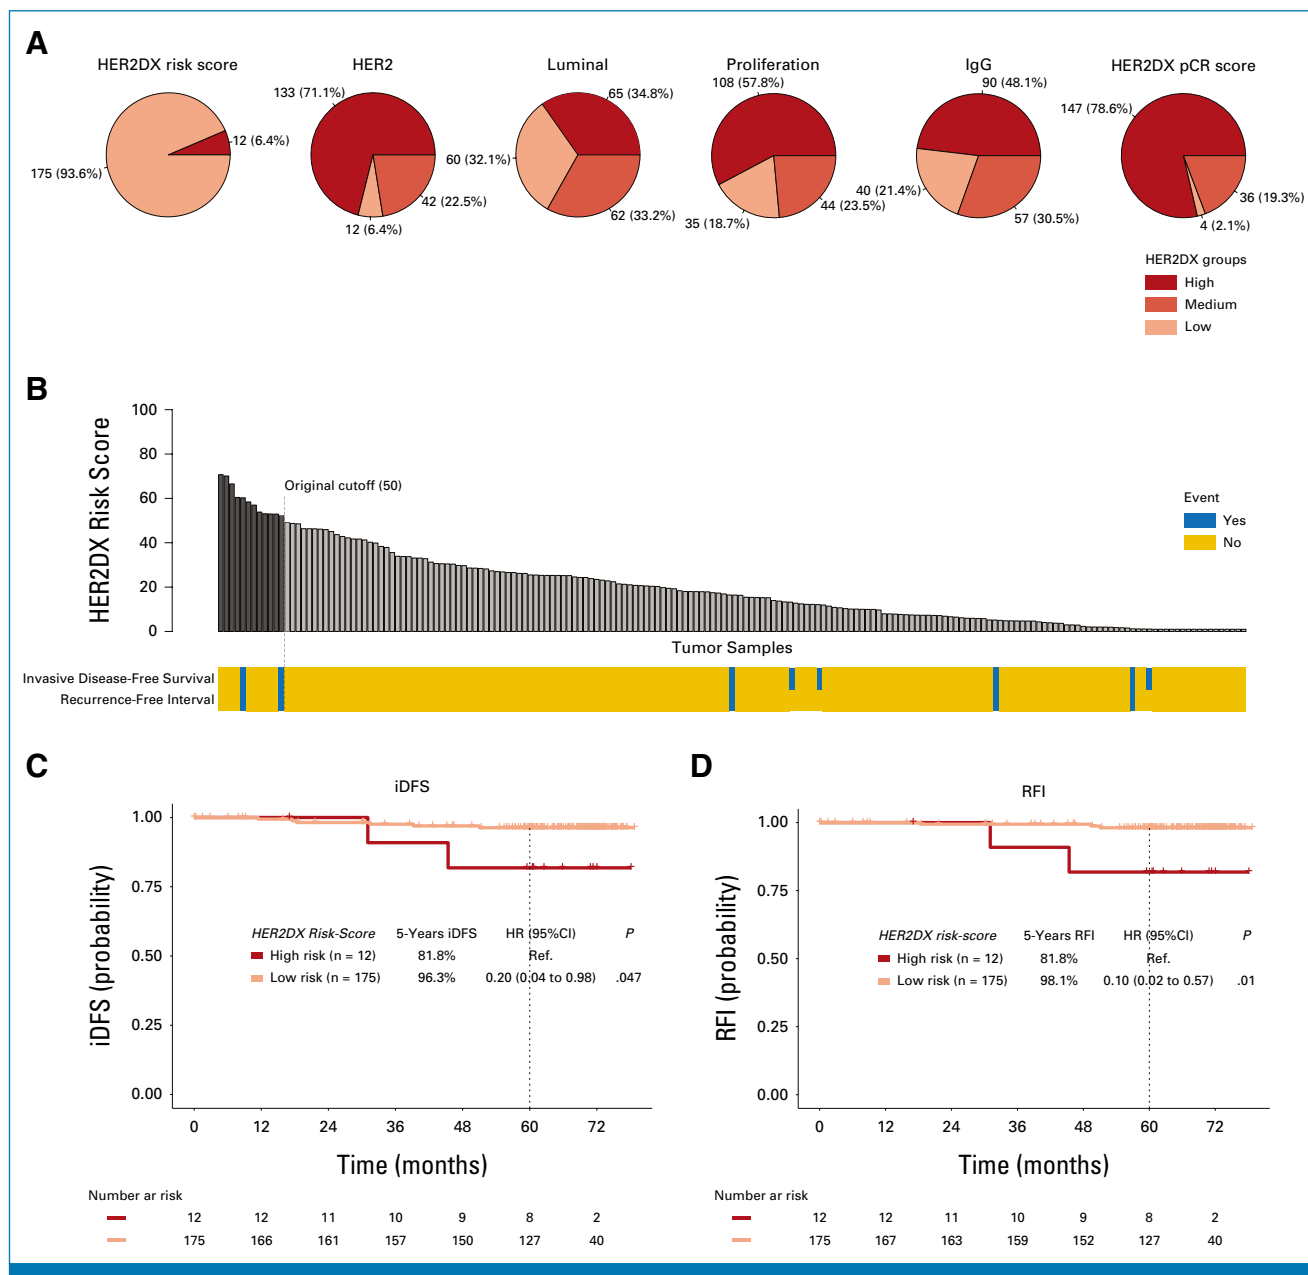 A
HER2DX risk score
HER2
Luminal
Proliferation
IgG
HER2DX pCR score
12 (6.4%)
175 (93.6%)
133 (71.1%)
42 (22.5%)
12 (6.4%)
65 (34.8%)
60 (32.1%)
62 (33.2%)
108 (57.8%)
44 (23.5%)
35 (18.7%)
90 (48.1%)
40 (21.4%)
57 (30.5%)
147 (78.6%)
36 (19.3%)
4 (2.1%)
HER2DX groups
High
Medium
Low
B
HER2DX Risk Score
100
80
60
40
20
0
Original cutoff (50)
Event
Yes
No
Tumor Samples
Invasive Disease-Free Survival
Recurrence-Free Interval
C
iDFS
iDFS (probability)
1.00
0.75
0.50
0.25
0.00
HER2DX Risk-Score 5-Years iDFS HR (95%CI) P
High risk (n = 12) 81.8% Ref.
Low risk (n = 175) 96.3% 0.20 (0.04 to 0.98) .047
0 12 24 36 48 60 72
Time (months)
Number ar risk
12 12 11 10 9 8 2
175 166 161 157 150 127 40
D
RFI
RFI (probability)
1.00
0.75
0.50
0.25
0.00
HER2DX risk-score 5-Years RFI HR (95%CI) P
High risk (n = 12) 81.8% Ref.
Low risk (n = 175) 98.1% 0.10 (0.02 to 0.57) .01
0 12 24 36 48 60 72
Time (months)
Number ar risk
12 12 11 10 9 8 2
175 167 163 159 152 127 40